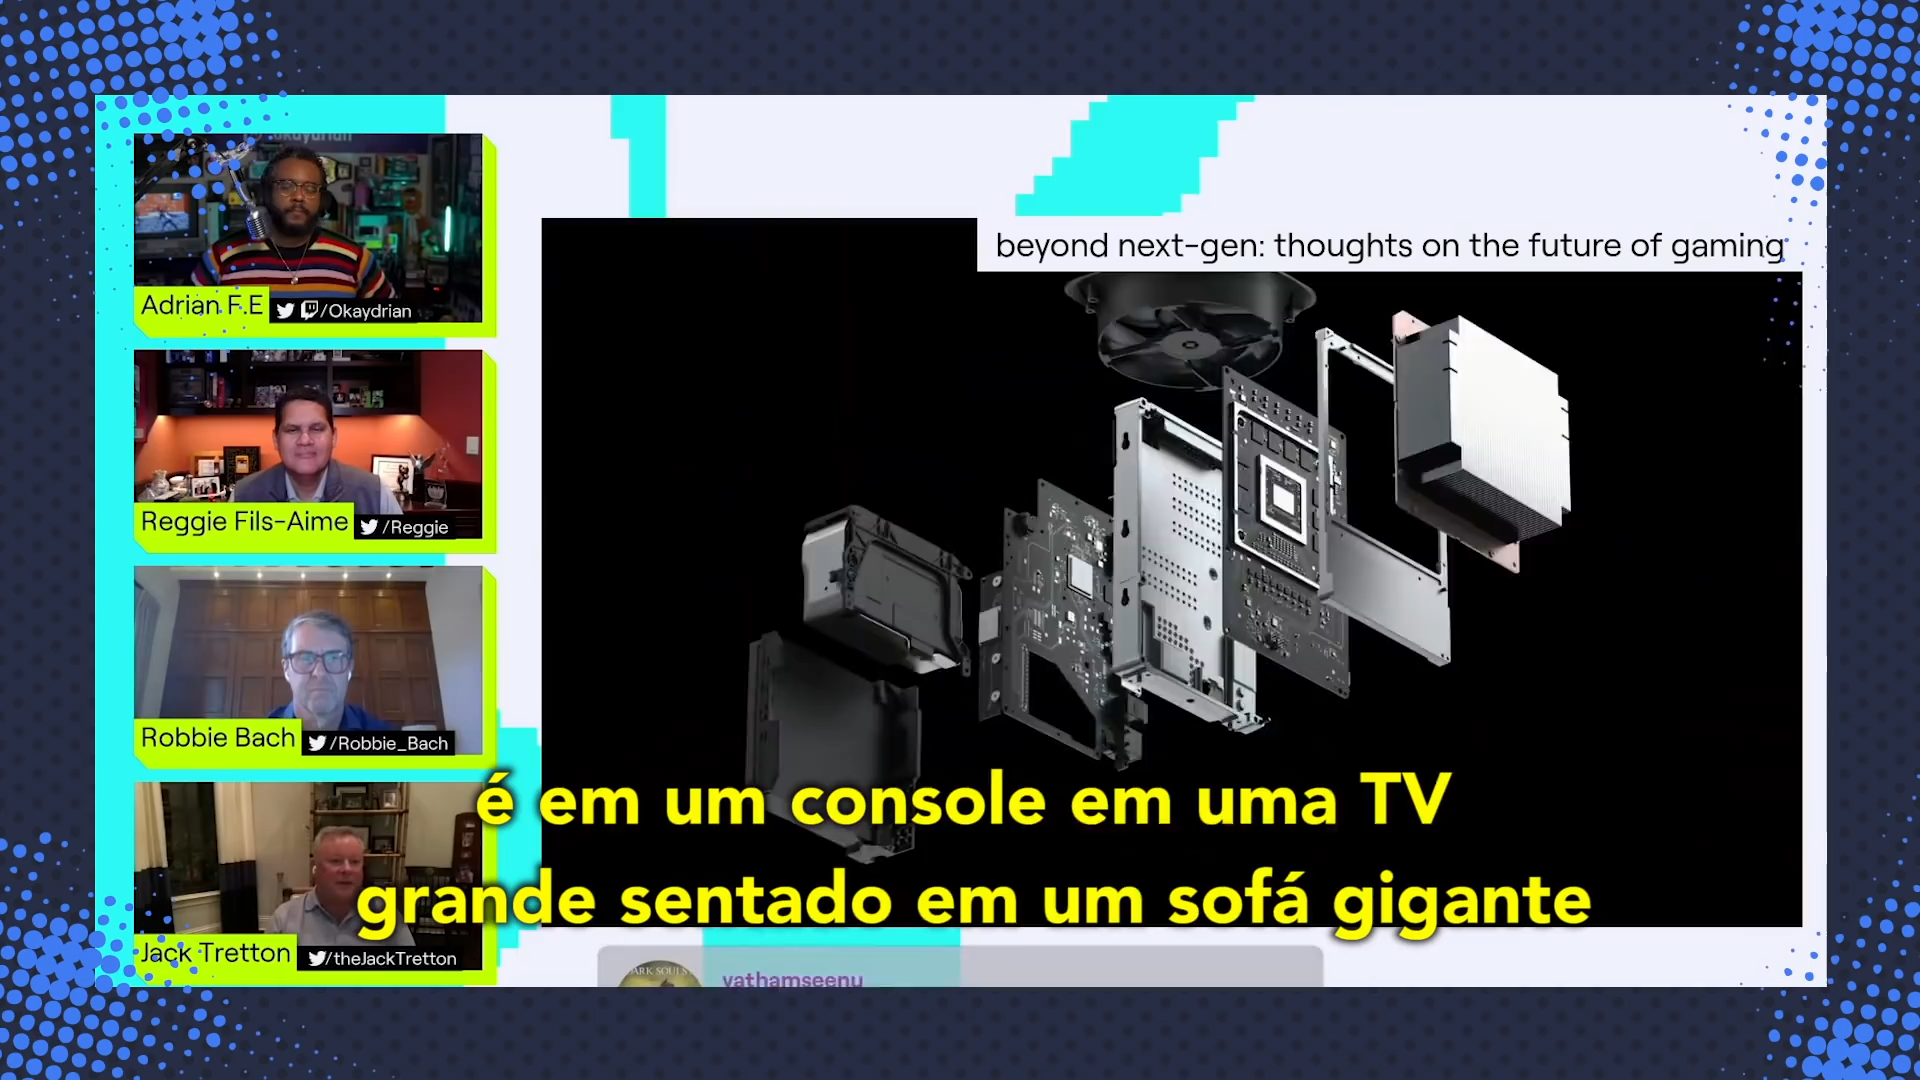 Adrian F.E
/Okaydrian
Reggie Fils-Aime
/Reggie
Robbie Bach
/Robbie_Bach
Jack Tretton
/theJackTretton
beyond next-gen: thoughts on the future of gaming
é em um console em uma TV
grande sentado em um sofá gigante
vathamseenu